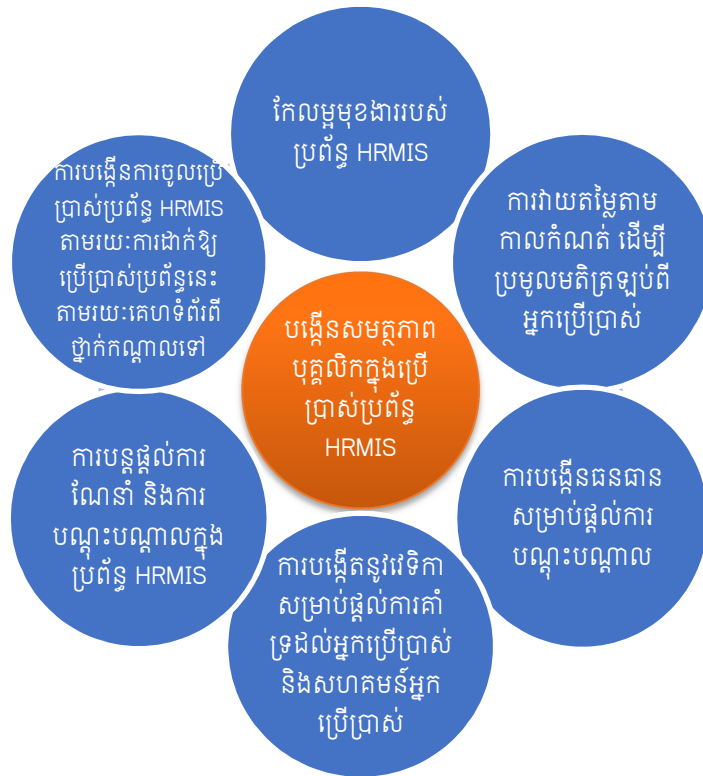 កែលម្អមុខងាររបស់
ប្រព័ន្ធ HRMIS
ការវាយតម្លៃតាម
កាលកំណត់ ដើម្បី
ប្រមូលមតិត្រឡប់ពី
អ្នកប្រើប្រាស់
ការបង្កើនធនធាន
សម្រាប់ផ្តល់ការ
បណ្តុះបណ្តាល
ការបង្កើតនូវវេទិកា
សម្រាប់ផ្តល់ការគាំ
ទ្រដល់អ្នកប្រើប្រាស់
និងសហគមន៍អ្នក
ប្រើប្រាស់
ការបន្តផ្តល់ការ
ណែនាំ និងការ
បណ្តុះបណ្តាលក្នុង
ប្រព័ន្ធ HRMIS
ការបង្កើនការចូលប្រើ
ប្រាស់ប្រព័ន្ធ HRMIS
តាមរយៈការដាក់ឱ្យ
ប្រើប្រាស់ប្រព័ន្ធនេះ
តាមរយៈគេហទំព័រពី
ថ្នាក់កណ្តាលទៅ
បង្កើនសមត្ថភាព
បុគ្គលិកក្នុងប្រើ
ប្រាស់ប្រព័ន្ធ
HRMIS